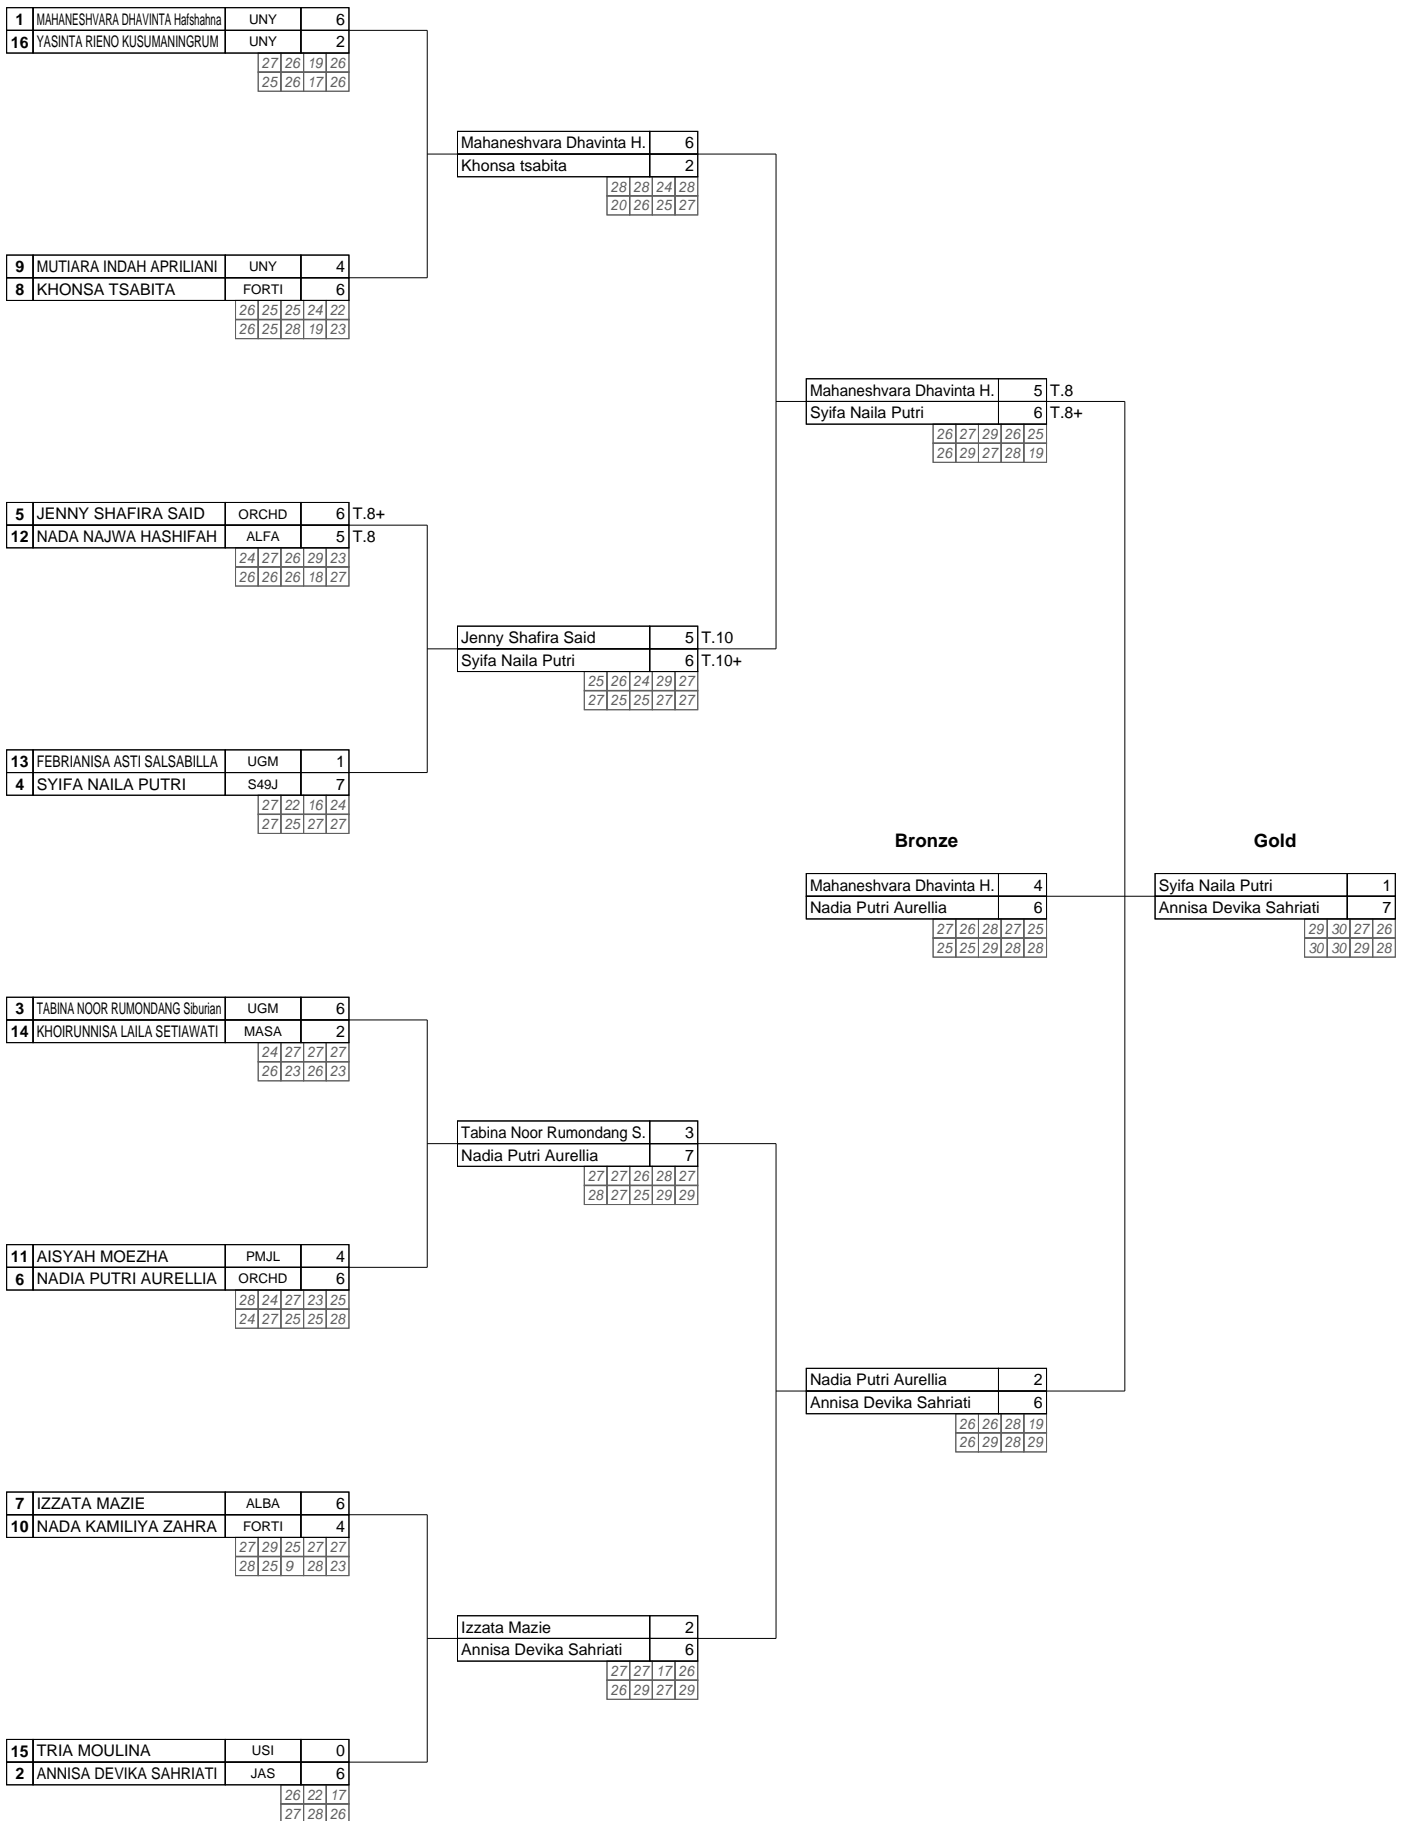 1 MAHANESHVARA DHAVINTA Hafshahna UNY 6
16 YASINTA RIENO KUSUMANINGRUM UNY 2
27 26 19 26
25 26 17 26
Mahaneshvara Dhavinta H. 6
Khonsa tsabita 2
28 28 24 28
20 26 25 27
9 MUTIARA INDAH APRILIANI UNY 4
8 KHONSA TSABITA FORTI 6
26 25 25 24 22
26 25 28 19 23
Mahaneshvara Dhavinta H. 5 T.8
Syifa Naila Putri 6 T.8+
26 27 29 26 25
26 29 27 28 19
5 JENNY SHAFIRA SAID ORCHD 6 T.8+
12 NADA NAJWA HASHIFAH ALFA 5 T.8
24 27 26 29 23
26 26 26 18 27
Jenny Shafira Said 5 T.10
Syifa Naila Putri 6 T.10+
25 26 24 29 27
27 25 25 27 27
13 FEBRIANISA ASTI SALSABILLA UGM 1
4 SYIFA NAILA PUTRI S49J 7
27 22 16 24
27 25 27 27
Bronze Gold
Mahaneshvara Dhavinta H. 4 Syifa Naila Putri 1
Nadia Putri Aurellia 6 Annisa Devika Sahriati 7
27 26 28 27 25 29 30 27 26
25 25 29 28 28 30 30 29 28
3 TABINA NOOR RUMONDANG Siburian UGM 6
14 KHOIRUNNISA LAILA SETIAWATI MASA 2
24 27 27 27
26 23 26 23
Tabina Noor Rumondang S. 3
Nadia Putri Aurellia 7
27 27 26 28 27
28 27 25 29 29
11 AISYAH MOEZHA PMJL 4
6 NADIA PUTRI AURELLIA ORCHD 6
28 24 27 23 25
24 27 25 25 28
Nadia Putri Aurellia 2
Annisa Devika Sahriati 6
26 26 28 19
26 29 28 29
7 IZZATA MAZIE ALBA 6
10 NADA KAMILIYA ZAHRA FORTI 4
27 29 25 27 27
28 25 9 28 23
Izzata Mazie 2
Annisa Devika Sahriati 6
27 27 17 26
26 29 27 29
15 TRIA MOULINA USI 0
2 ANNISA DEVIKA SAHRIATI JAS 6
26 22 17
27 28 26